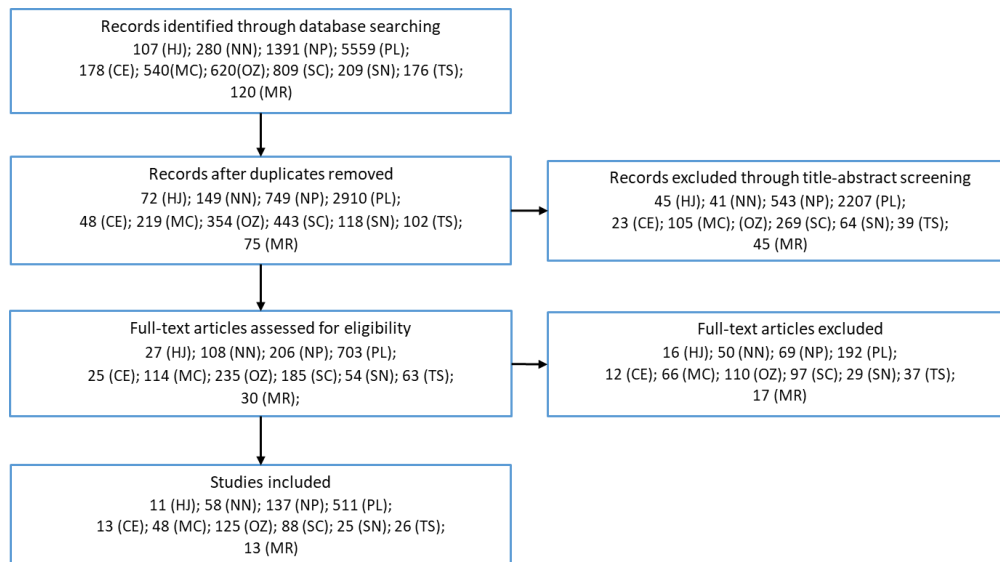 Records identified through database searching
107 (HJ); 280 (NN); 1391 (NP); 5559 (PL);
178 (CE); 540(MC); 620(OZ); 809 (SC); 209 (SN); 176 (TS);
120 (MR)
Records after duplicates removed
72 (HJ); 149 (NN); 749 (NP); 2910 (PL);
48 (CE); 219 (MC); 354 (OZ); 443 (SC); 118 (SN); 102 (TS);
75 (MR)
Records excluded through title-abstract screening
45 (HJ); 41 (NN); 543 (NP); 2207 (PL);
23 (CE); 105 (MC); (OZ); 269 (SC); 64 (SN); 39 (TS);
45 (MR)
Full-text articles assessed for eligibility
27 (HJ); 108 (NN); 206 (NP); 703 (PL);
25 (CE); 114 (MC); 235 (OZ); 185 (SC); 54 (SN); 63 (TS);
30 (MR);
Full-text articles excluded
16 (HJ); 50 (NN); 69 (NP); 192 (PL);
12 (CE); 66 (MC); 110 (OZ); 97 (SC); 29 (SN); 37 (TS);
17 (MR)
Studies included
11 (HJ); 58 (NN); 137 (NP); 511 (PL);
13 (CE); 48 (MC); 125 (OZ); 88 (SC); 25 (SN); 26 (TS);
13 (MR)